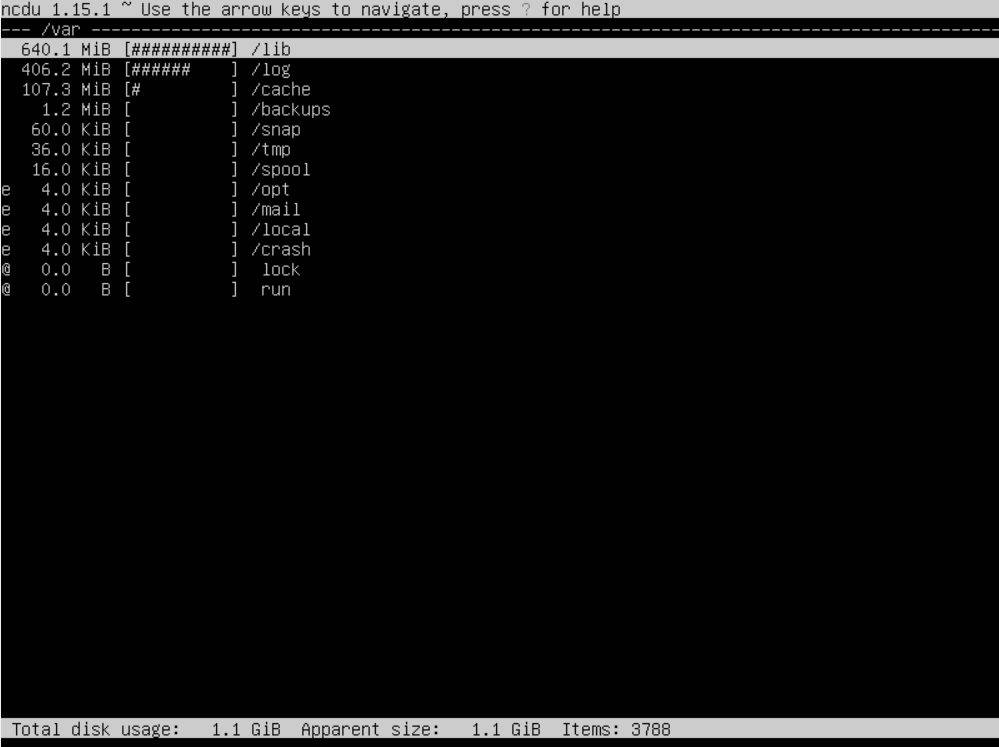 ncdu 1.15.1 ~ Use the arrow keys to navigate, press ? for help
--- /var ---------------------------------------------------------------------------------------
  640.1 MiB [##########] /lib
  406.2 MiB [######    ] /log
  107.3 MiB [#         ] /cache
    1.2 MiB [          ] /backups
   60.0 KiB [          ] /snap
   36.0 KiB [          ] /tmp
   16.0 KiB [          ] /spool
e   4.0 KiB [          ] /opt
e   4.0 KiB [          ] /mail
e   4.0 KiB [          ] /local
e   4.0 KiB [          ] /crash
@   0.0   B [          ]  lock
@   0.0   B [          ]  run
 Total disk usage:   1.1 GiB  Apparent size:   1.1 GiB  Items: 3788